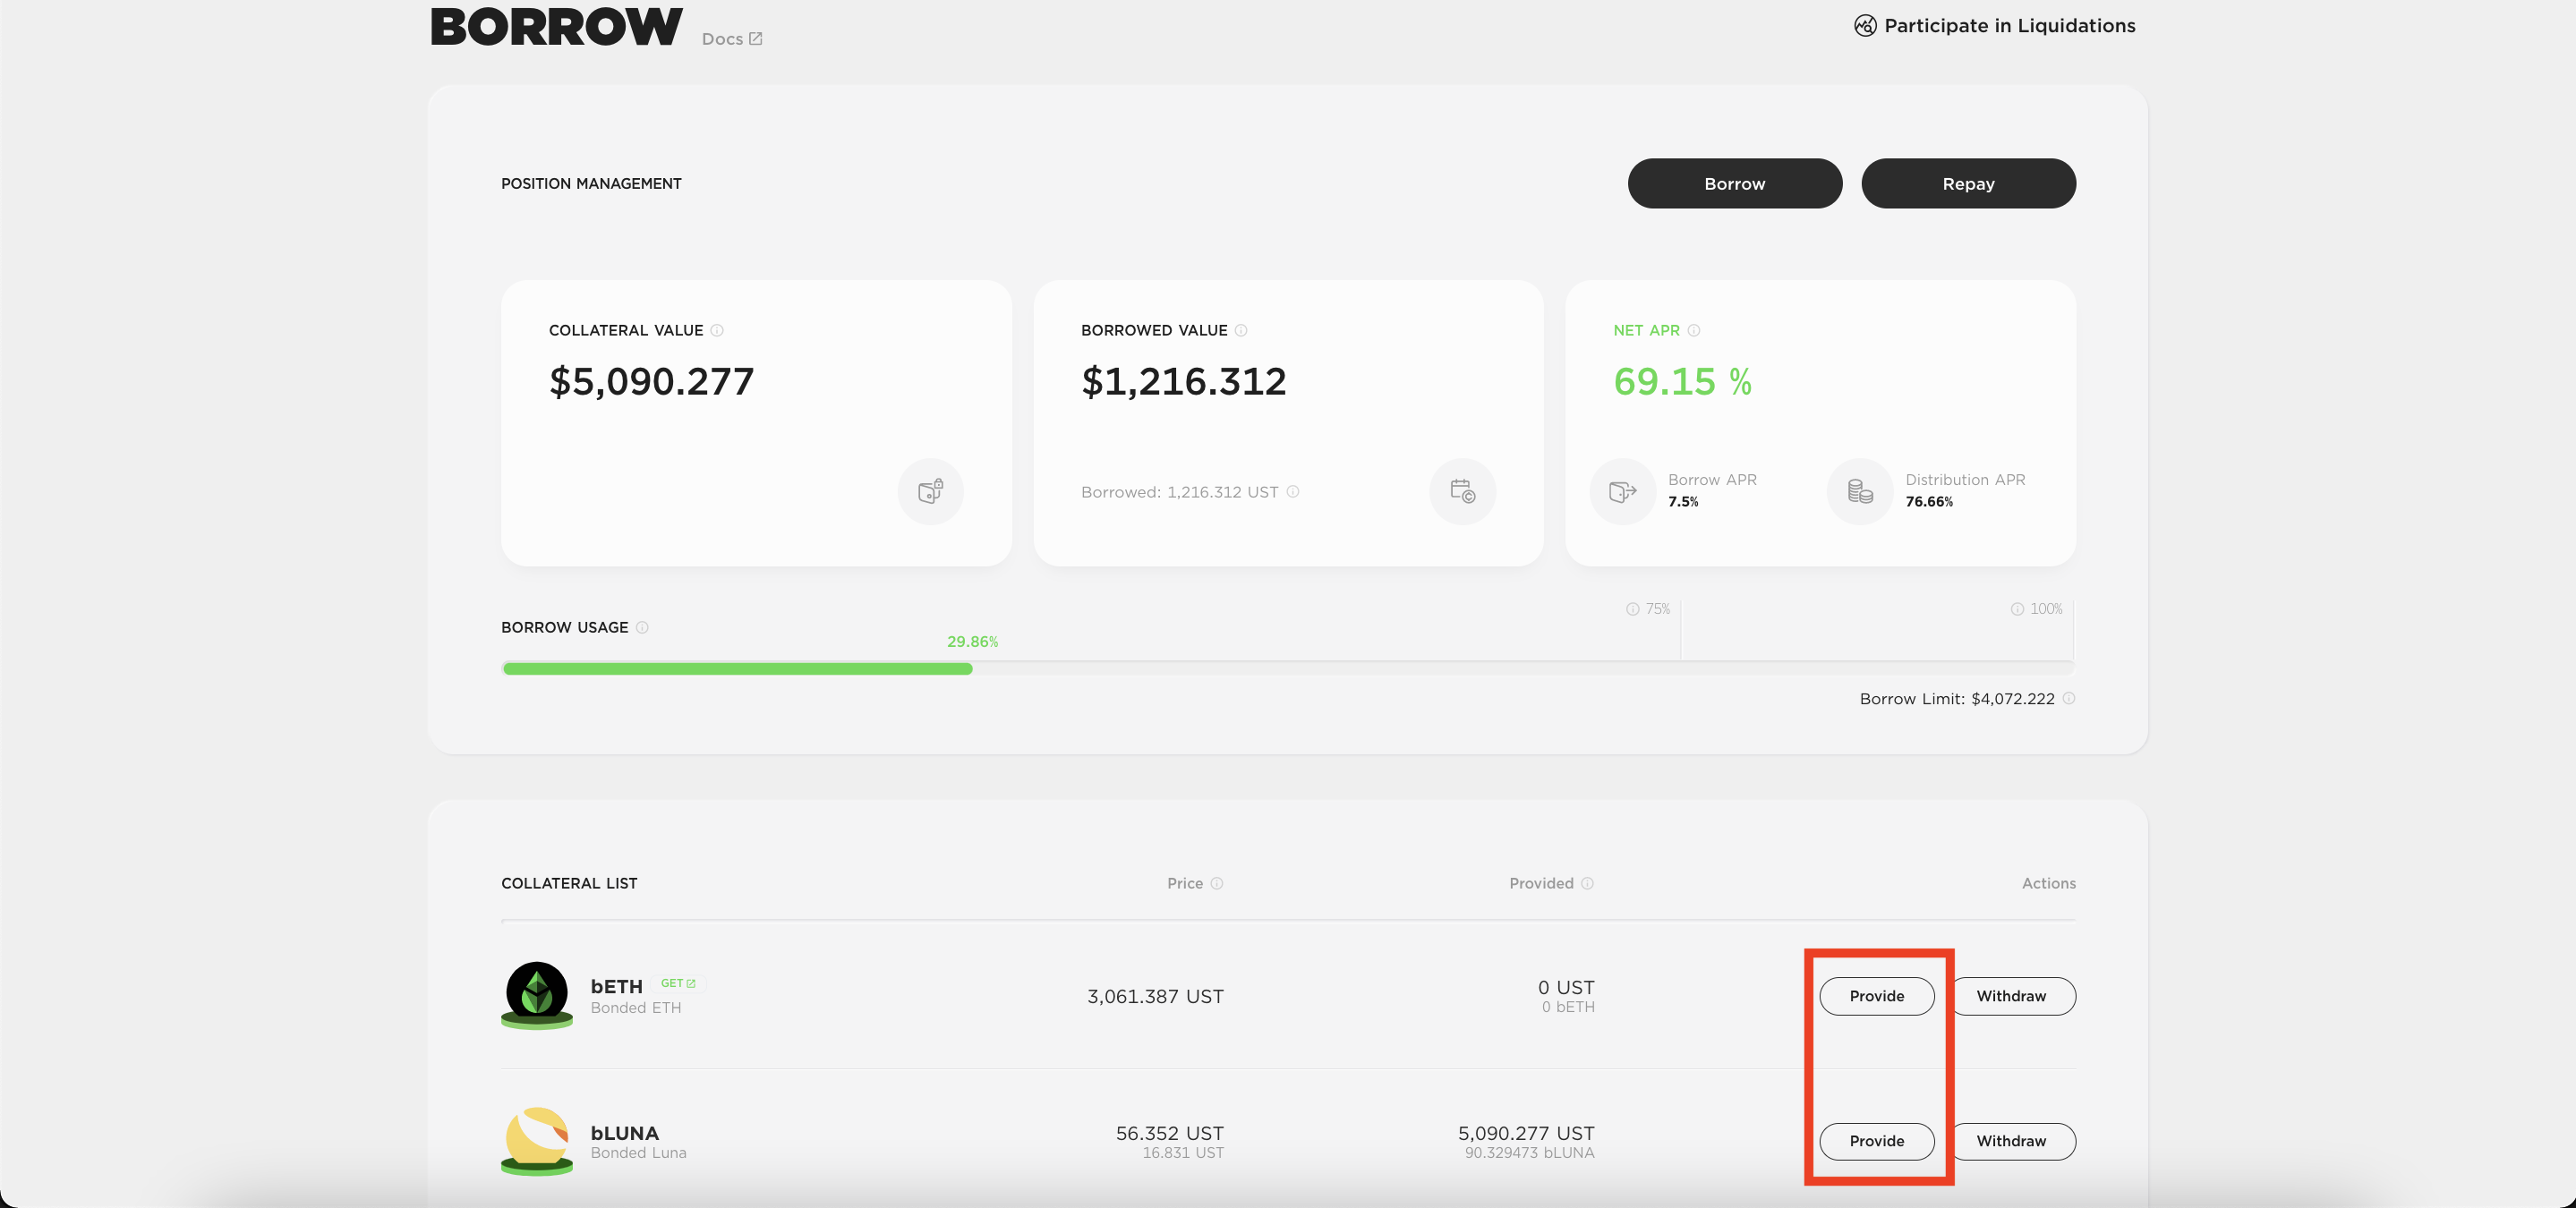 BORROW Docs
Participate in Liquidations
POSITION MANAGEMENT
Borrow
Repay
COLLATERAL VALUE
$5,090.277
BORROWED VALUE
$1,216.312
Borrowed: 1,216.312 UST
NET APR
69.15 %
Borrow APR
7.5%
Distribution APR
76.66%
BORROW USAGE
29.86%
75%
100%
Borrow Limit: $4,072.222
COLLATERAL LIST Price Provided Actions
bETH GET
Bonded ETH
3,061.387 UST
0 UST
0 bETH
Provide
Withdraw
bLUNA
Bonded Luna
56.352 UST
16.831 UST
5,090.277 UST
90.329473 bLUNA
Provide
Withdraw